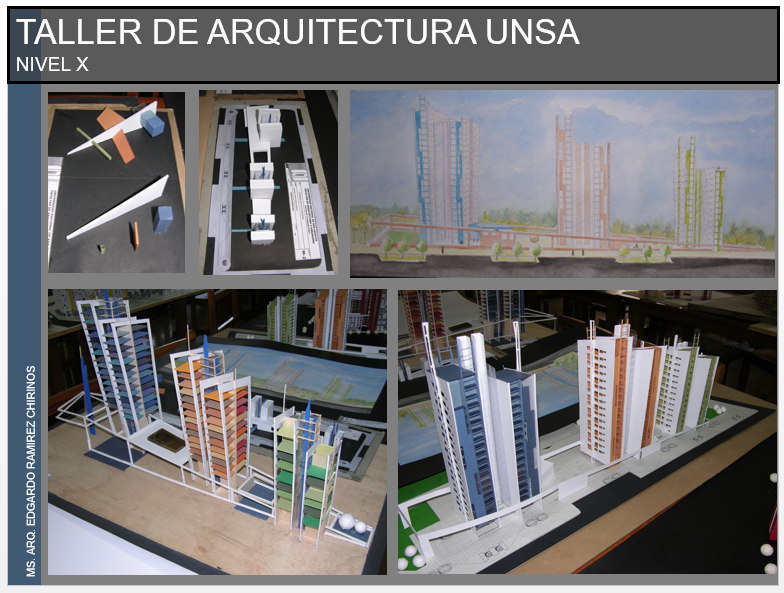 TALLER DE ARQUITECTURA UNSA
NIVEL X
MS. ARQ. EDGARDO RAMIREZ CHIRINOS